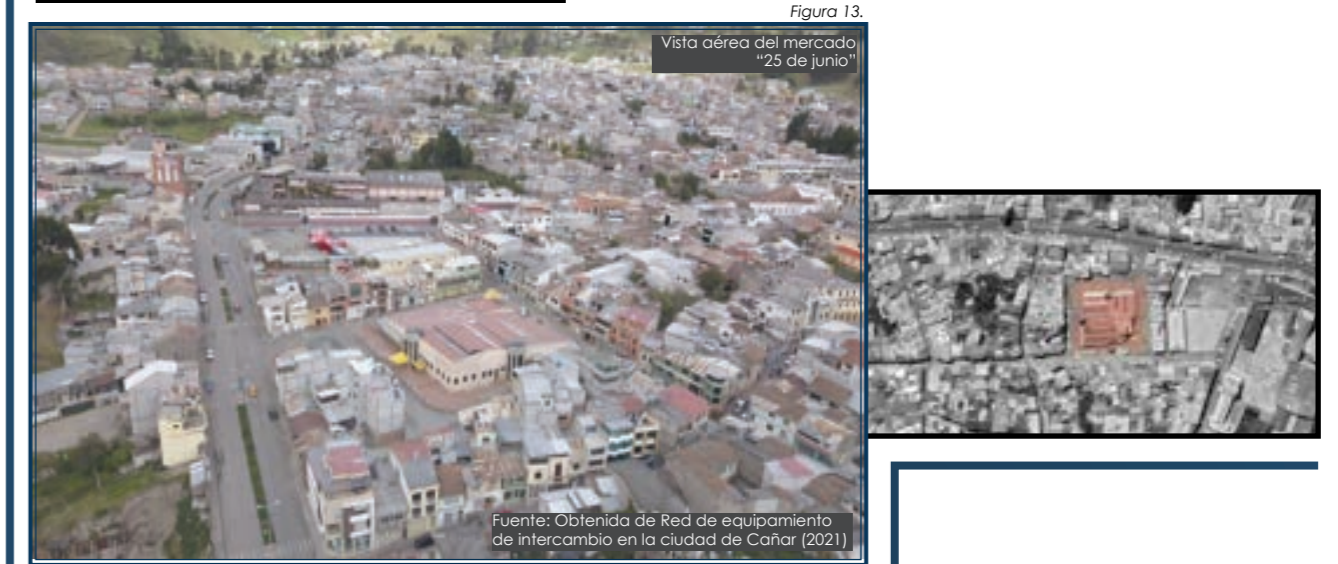 Figura 13.
Vista aérea del mercado
“25 de junio”
Fuente: Obtenida de Red de equipamiento
de intercambio en la ciudad de Cañar (2021)